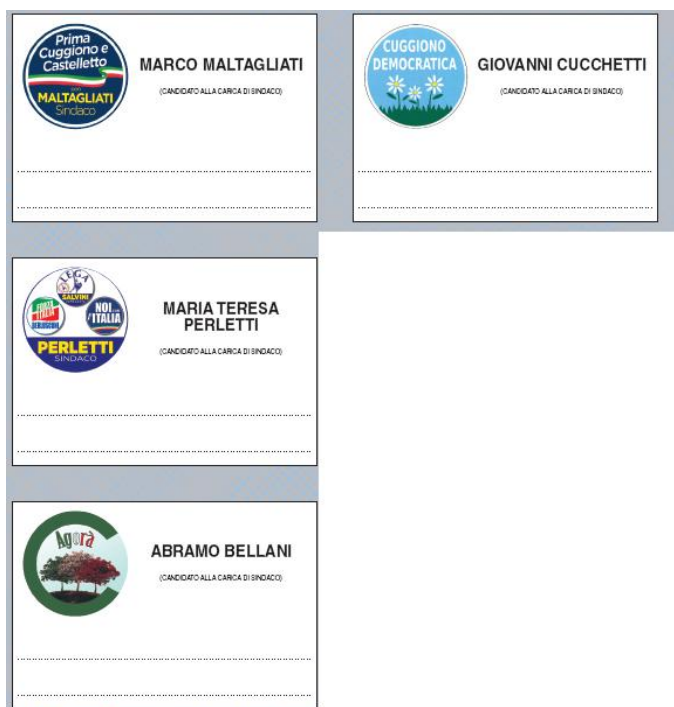 Prima
Cuggiono e
Castelletto
con
MALTAGLIATI
Sindaco
MARCO MALTAGLIATI
(CANDIDATO ALLA CARICA DI SINDACO)
CUGGIONO
DEMOCRATICA
GIOVANNI CUCCHETTI
(CANDIDATO ALLA CARICA DI SINDACO)
LEGA
SALVINI
FORZA
ITALIA
BERLUSCONI
NOI CON
L'ITALIA
PERLETTI
SINDACO
MARIA TERESA
PERLETTI
(CANDIDATO ALLA CARICA DI SINDACO)
Agorà
ABRAMO BELLANI
(CANDIDATO ALLA CARICA DI SINDACO)